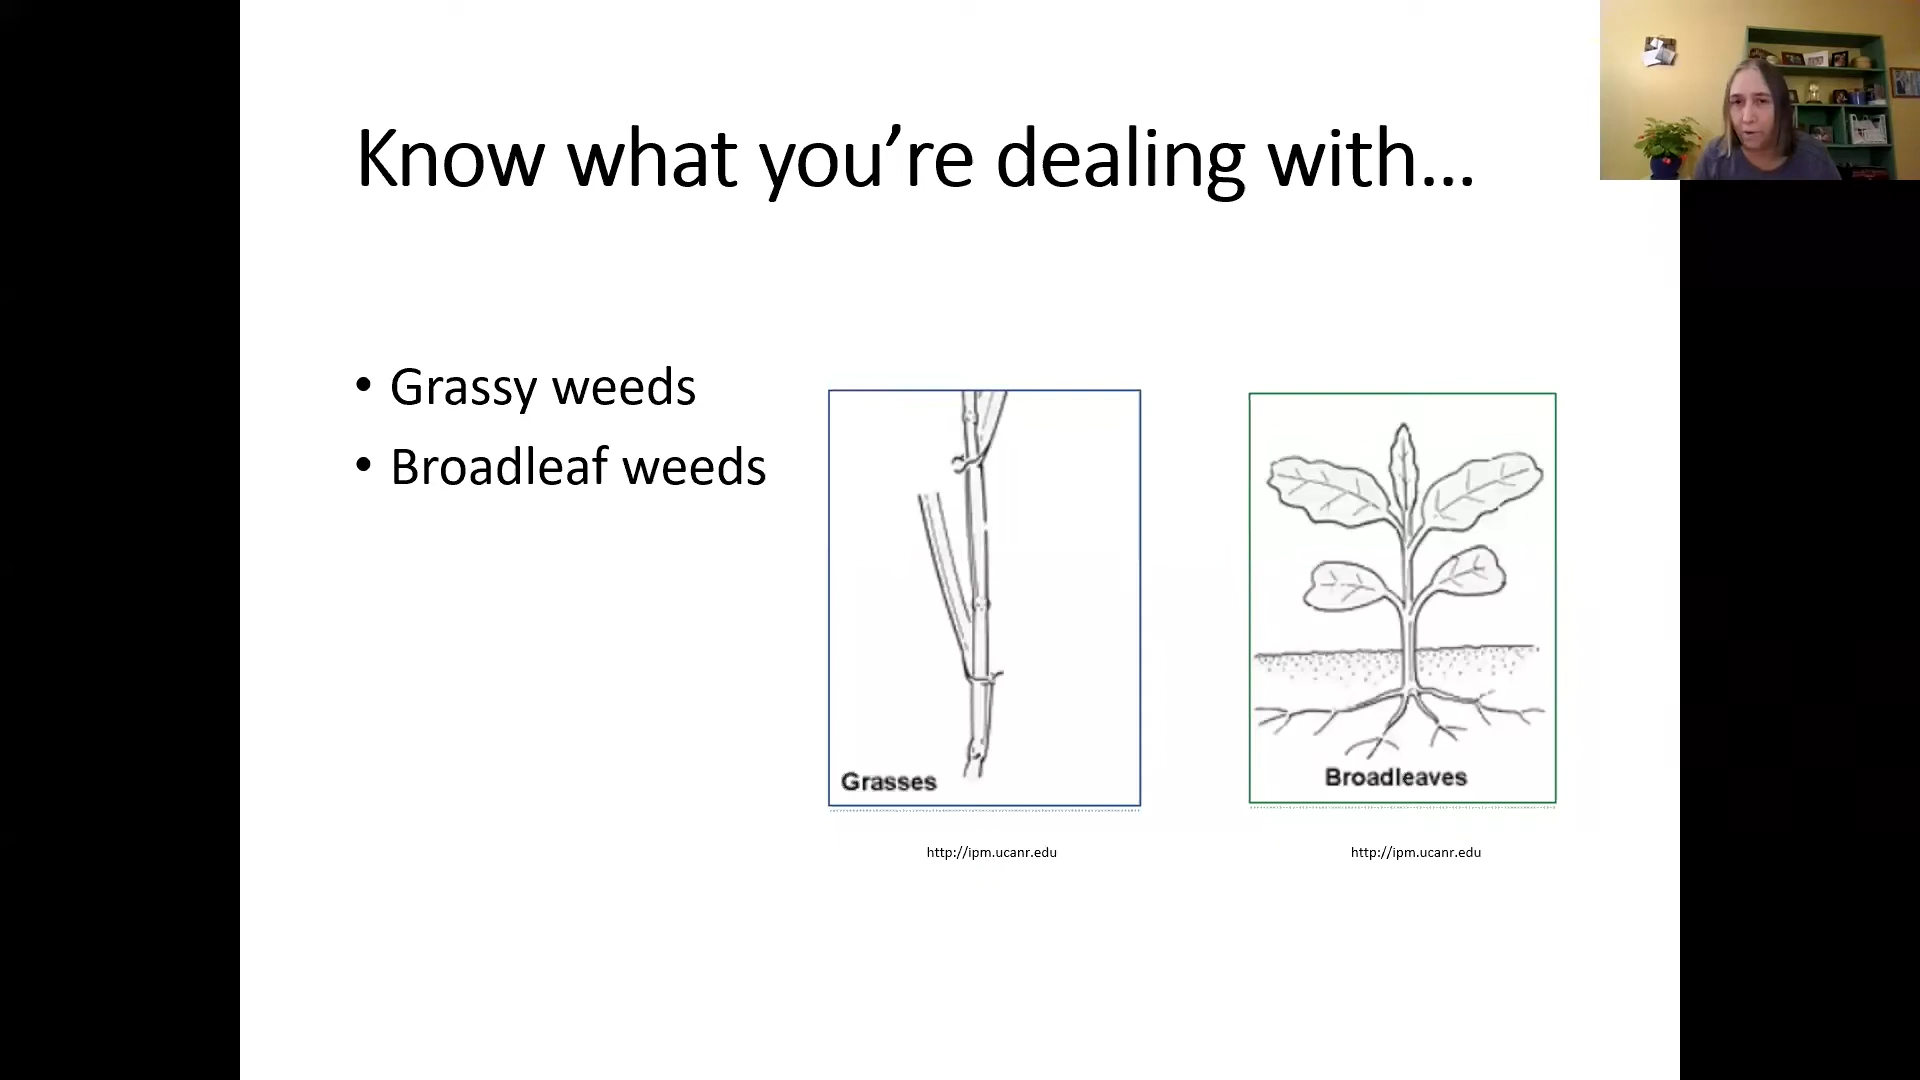 Know what you’re dealing with…
• Grassy weeds
• Broadleaf weeds
Grasses
Broadleaves
http://ipm.ucanr.edu
http://ipm.ucanr.edu